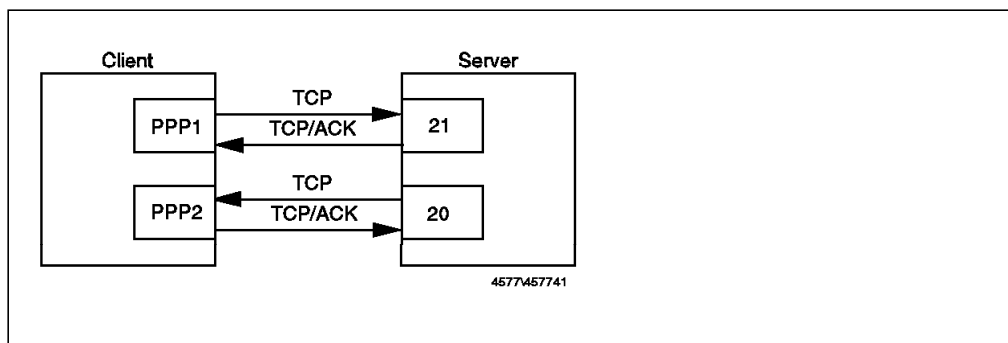 Client
Server
PPP1
TCP
TCP/ACK
21
PPP2
TCP
TCP/ACK
20
4577\457741